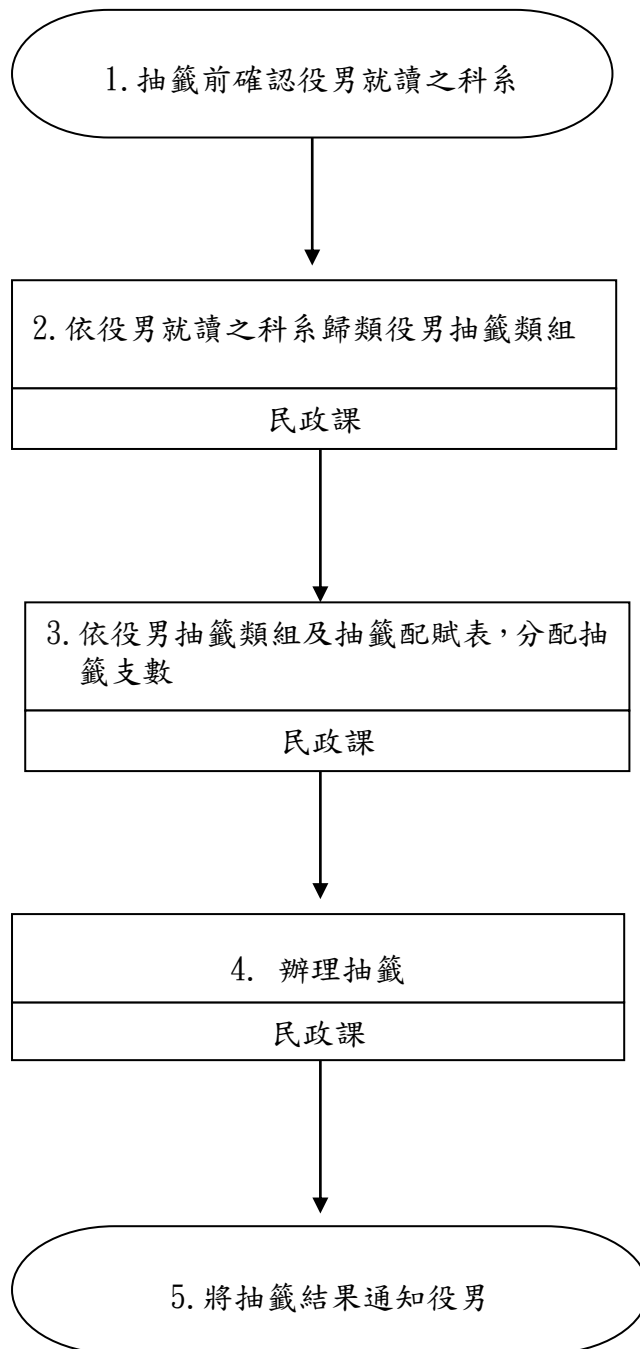 1.抽籤前確認役男就讀之科系
2.依役男就讀之科系歸類役男抽籤類組
民政課
3.依役男抽籤類組及抽籤配賦表，分配抽
籤支數
民政課
4. 辦理抽籤
民政課
5.將抽籤結果通知役男